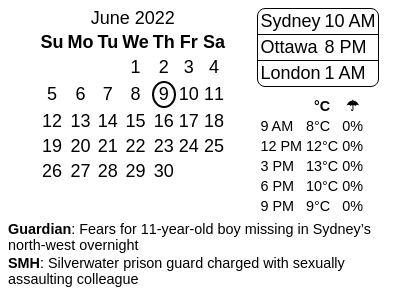 June 2022
Su Mo Tu We Th Fr Sa
1 2 3 4
5 6 7 8 9 10 11
12 13 14 15 16 17 18
19 20 21 22 23 24 25
26 27 28 29 30
Sydney 10 AM
Ottawa 8 PM
London 1 AM
°C ☂
9 AM 8°C 0%
12 PM 12°C 0%
3 PM 13°C 0%
6 PM 10°C 0%
9 PM 9°C 0%
Guardian: Fears for 11-year-old boy missing in Sydney’s
north-west overnight
SMH: Silverwater prison guard charged with sexually
assaulting colleague